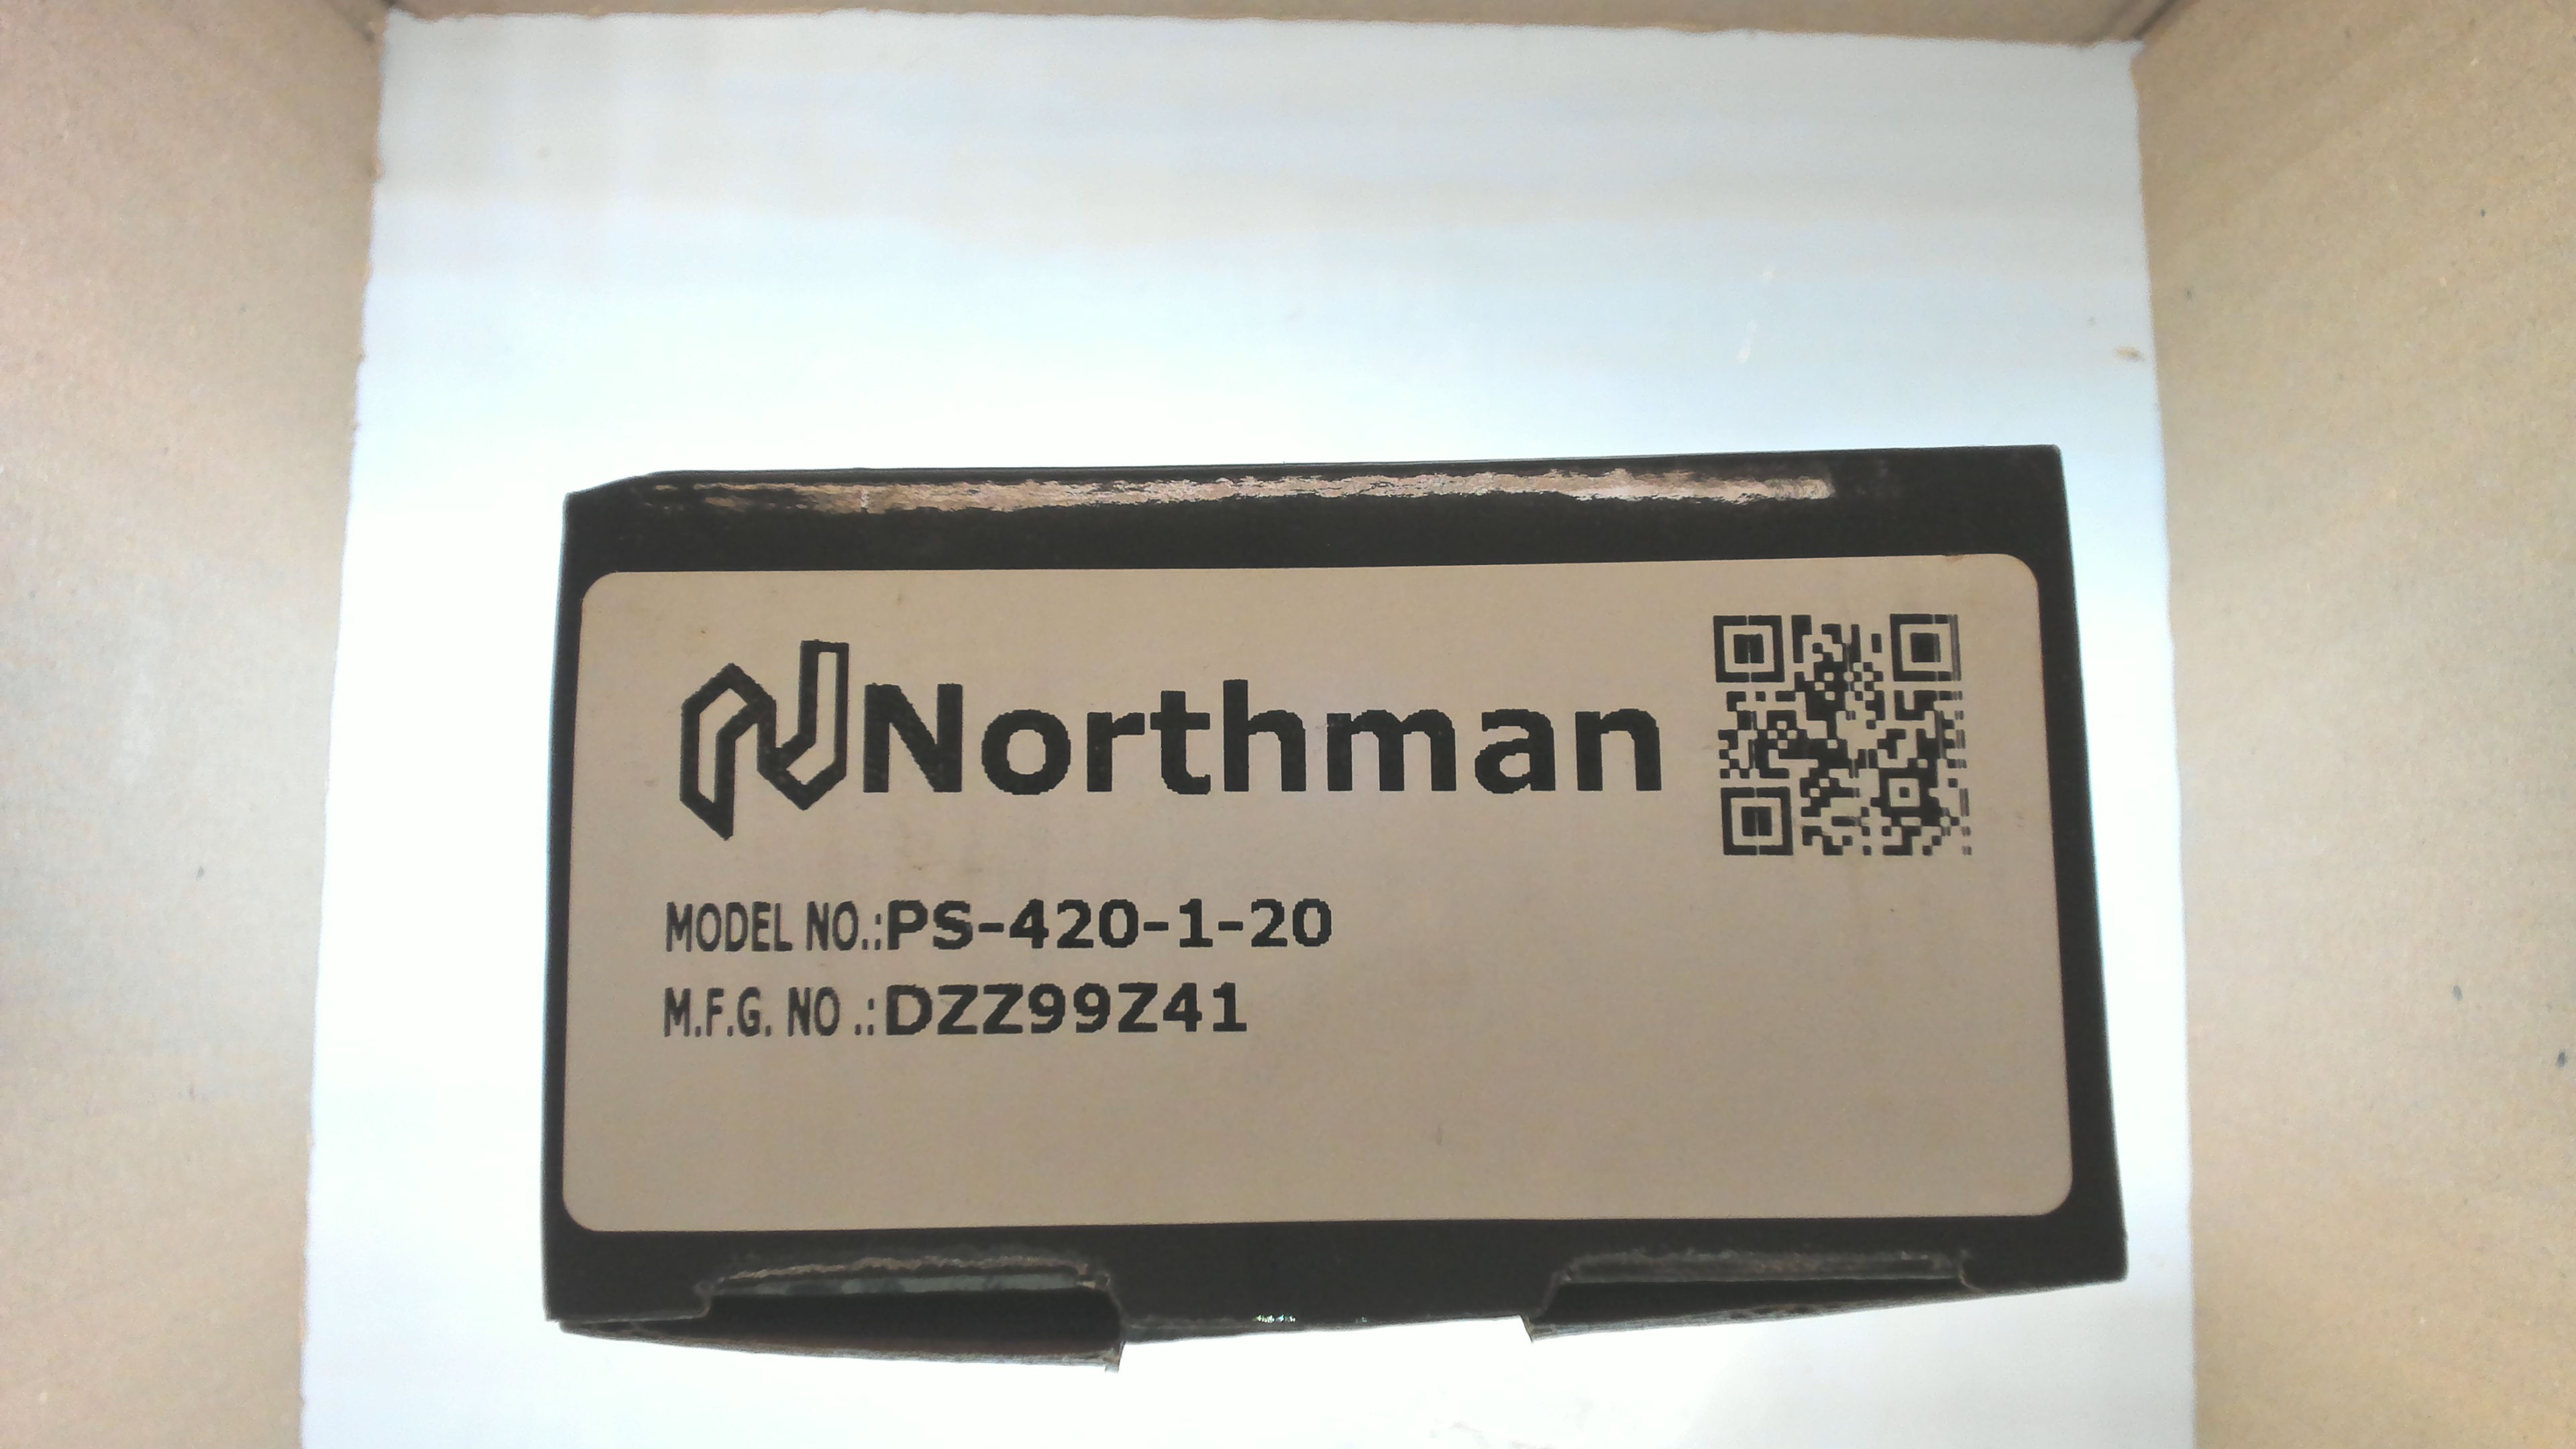 Northman
MODEL NO.:PS-420-1-20
M.F.G. NO .:DZZ99Z41